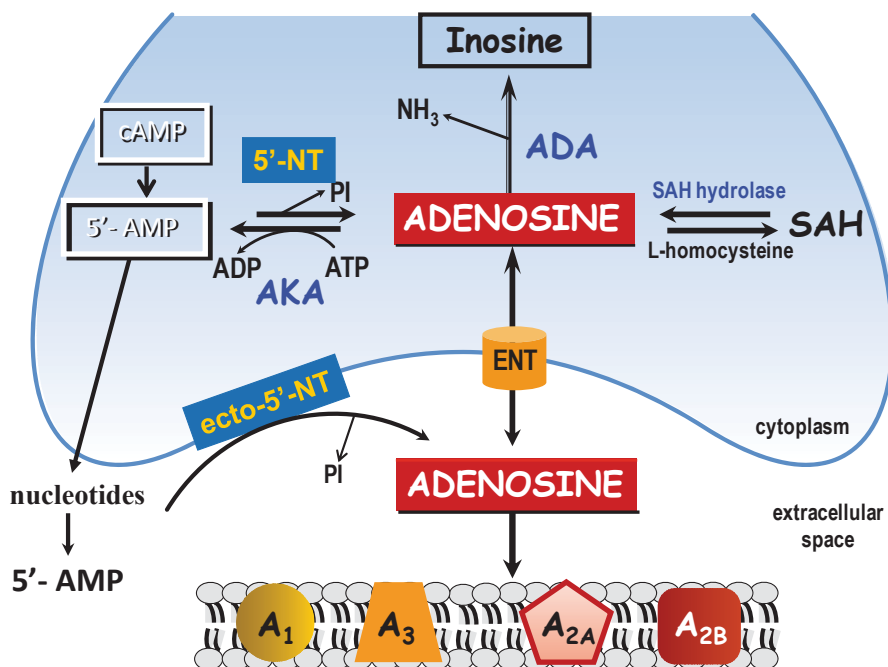 Inosine
cAMP
NH₃
ADA
5'-NT
PI
5'- AMP
ADENOSINE
SAH hydrolase
SAH
L-homocysteine
ADP
ATP
AKA
ENT
ecto-5'-NT
cytoplasm
PI
nucleotides
ADENOSINE
extracellular
space
5'- AMP
A₁
A₃
A₂A
A₂B